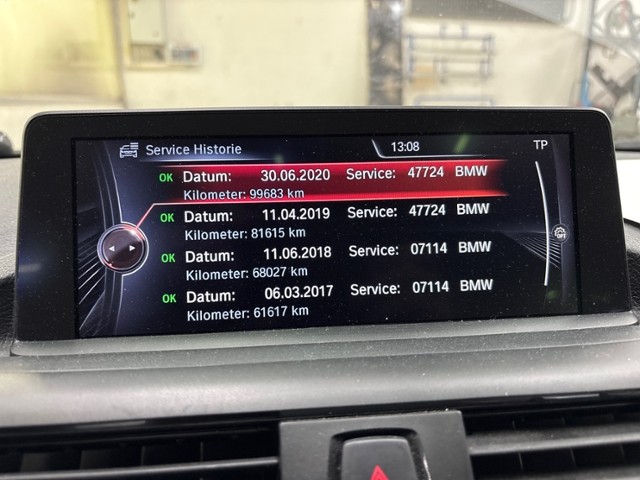 Service Historie 13:08 TP
OK Datum: 30.06.2020 Service: 47724 BMW
Kilometer: 99683 km
OK Datum: 11.04.2019 Service: 47724 BMW
Kilometer: 81615 km
OFF
OK Datum: 11.06.2018 Service: 07114 BMW
Kilometer: 68027 km
OK Datum: 06.03.2017 Service: 07114 BMW
Kilometer: 61617 km